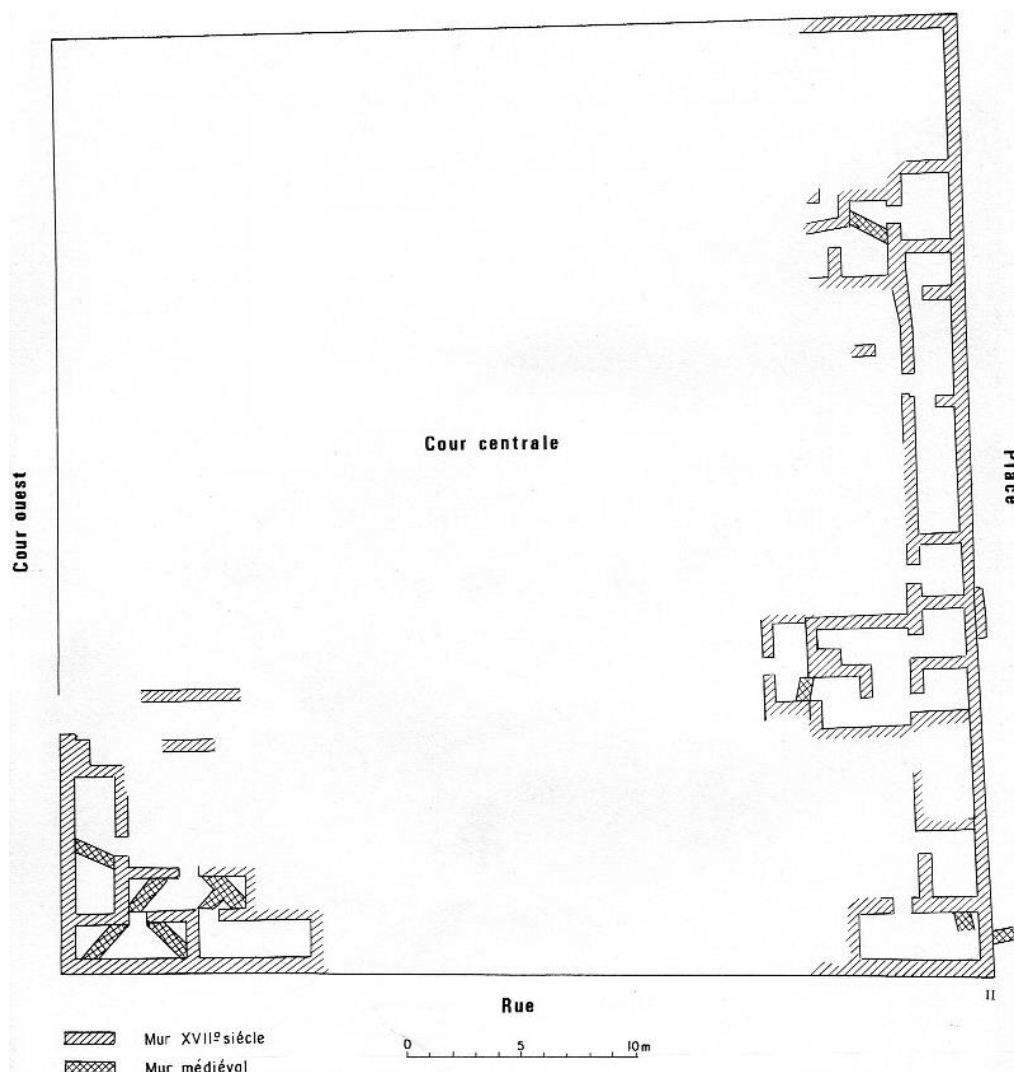 Cour centrale
Cour ouest
Place
Rue
II
Mur XVIIº siécle
Mur médiéval
0 5 10m